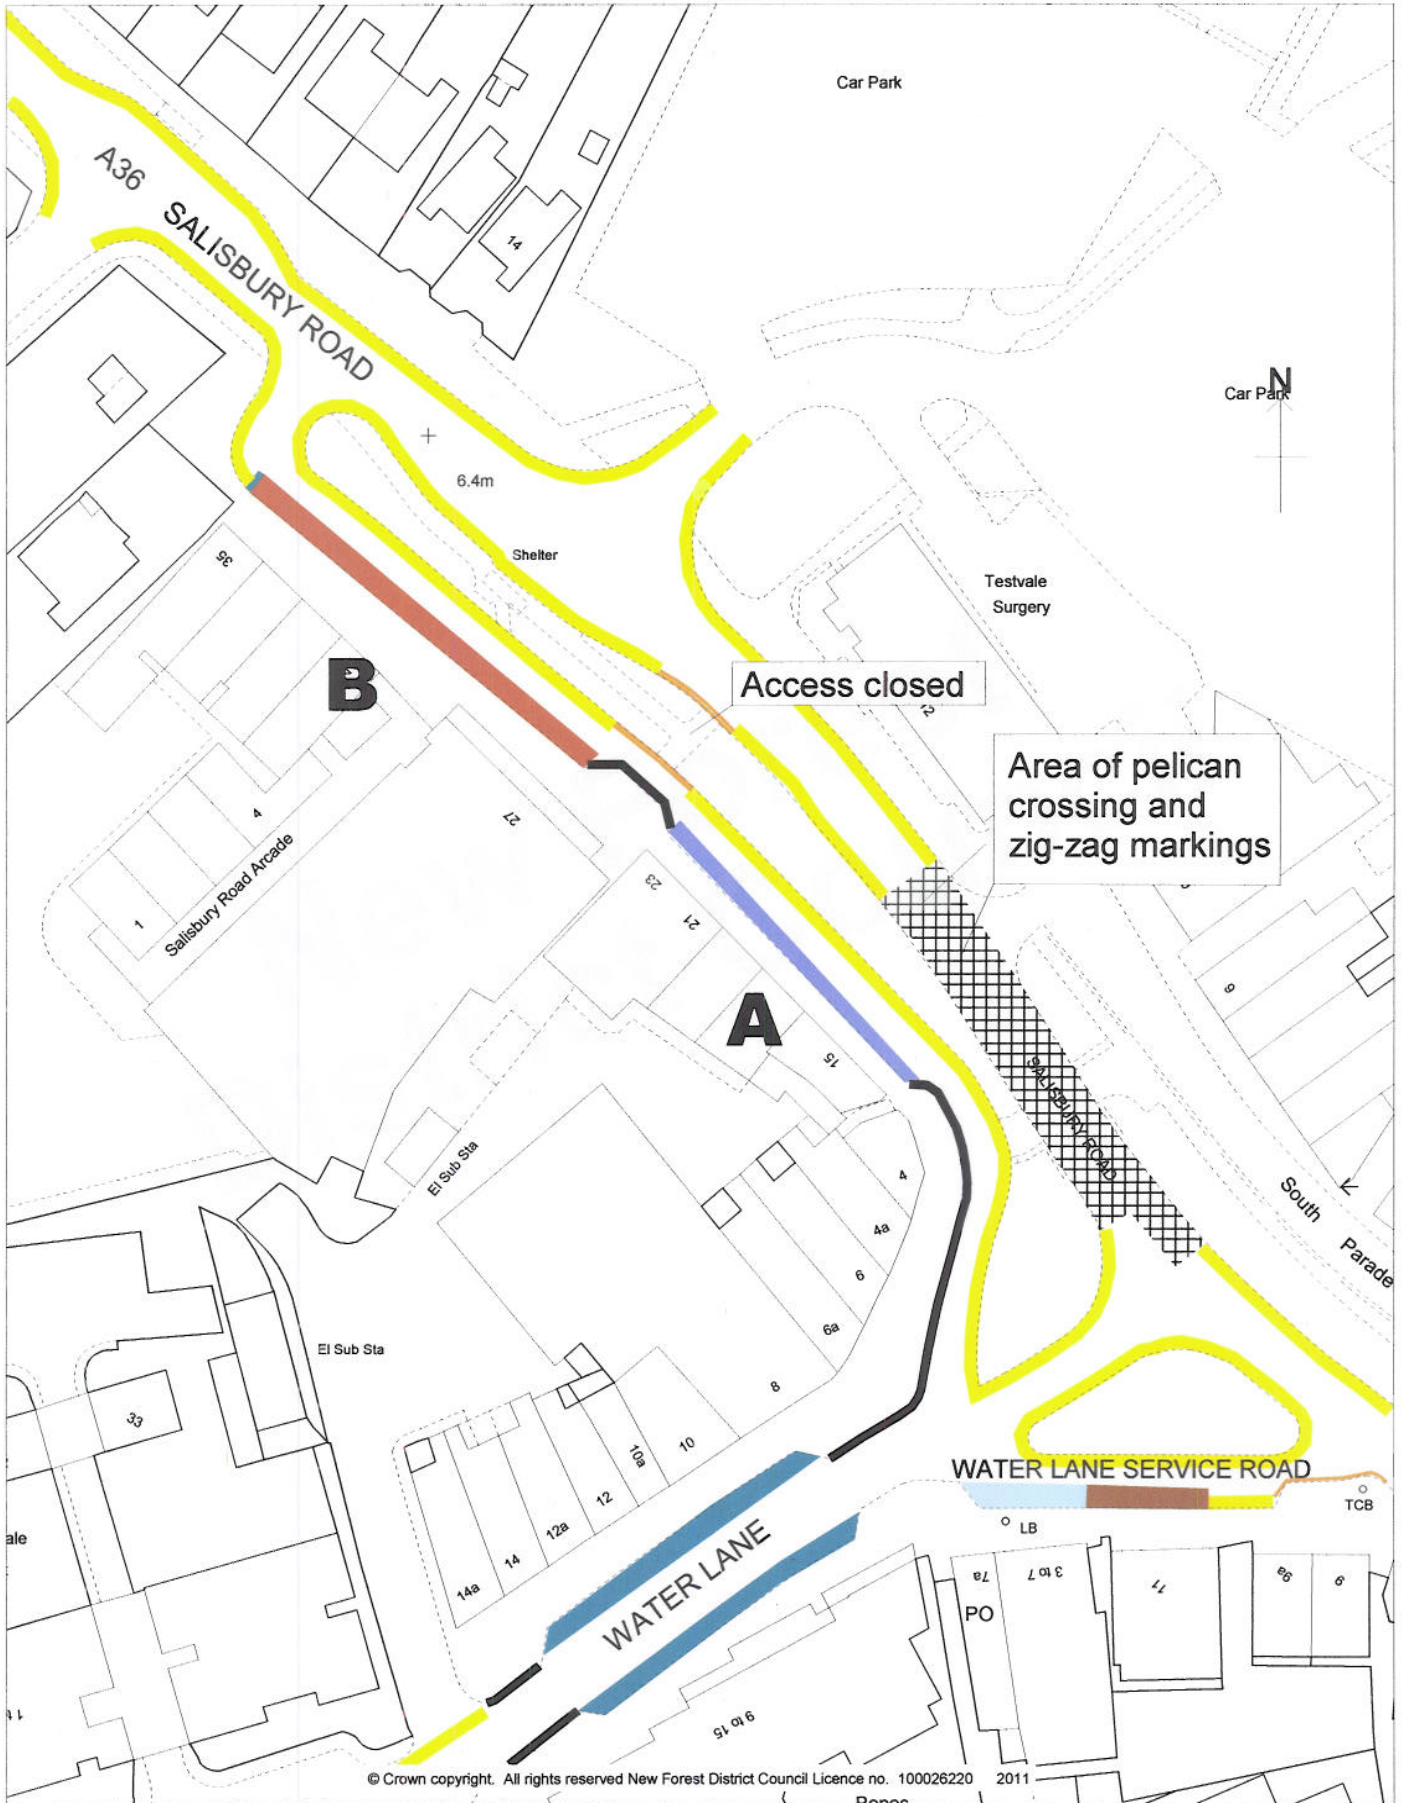 Car Park
A36
SALISBURY ROAD
14
N
Car Park
6.4m
Shelter
35
Testvale
Surgery
B
Access closed
12
Area of pelican
crossing and
zig-zag markings
4
27
Salisbury Road Arcade
1
23
21
9
A
15
SALISBURY ROAD
El Sub Sta
4
South
Parade
4a
6
6a
El Sub Sta
8
33
10
10a
WATER LANE SERVICE ROAD
TCB
12
LB
12a
14
14a
WATER LANE
7a
3 to 7
11
9a
9
PO
9 to 15
© Crown copyright. All rights reserved New Forest District Council Licence no. 100026220 2011